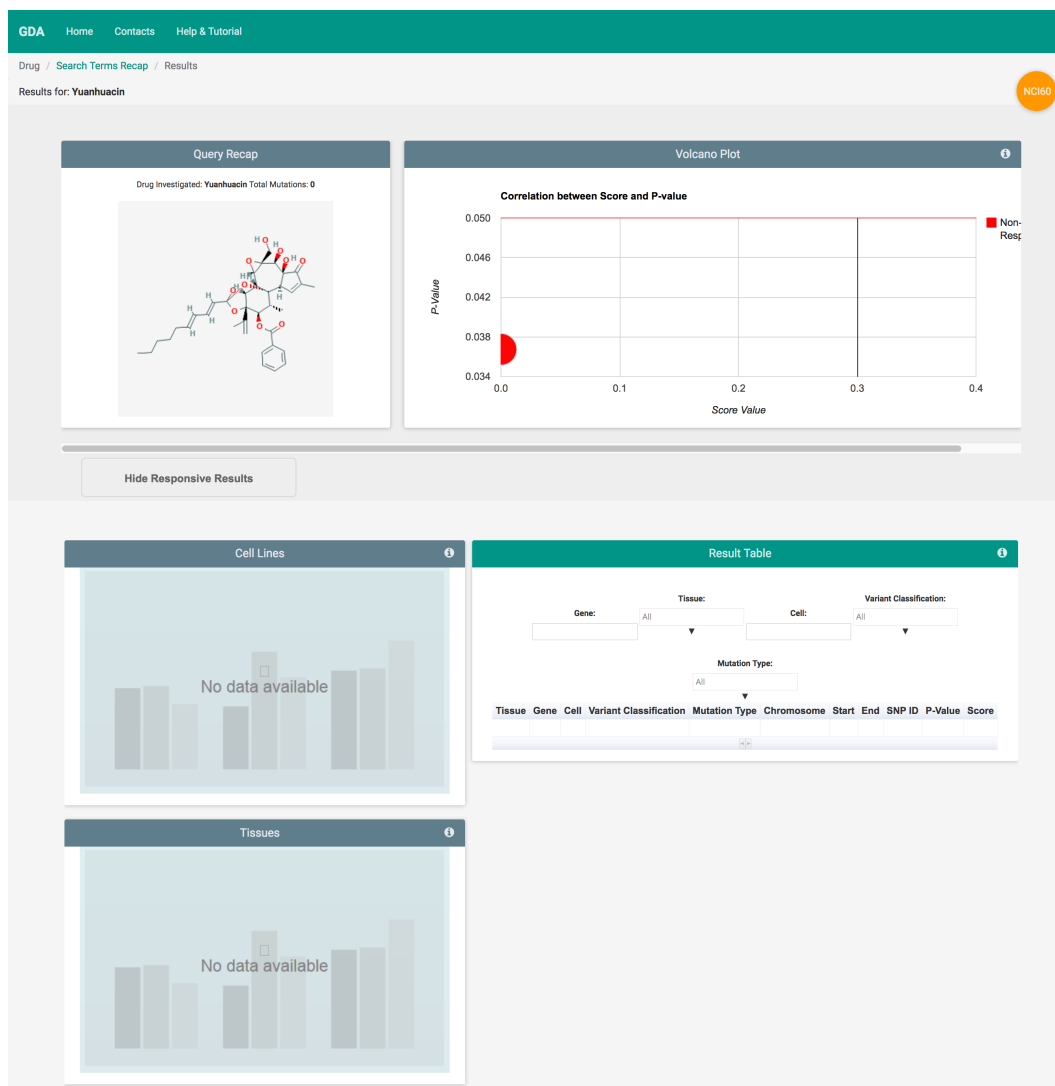 GDA Home Contacts Help & Tutorial
Drug / Search Terms Recap / Results
Results for: Yuanhuacin
NCI60
Query Recap
Drug Investigated: Yuanhuacin Total Mutations: 0
Volcano Plot
Correlation between Score and P-value
0.050
0.046
0.042
0.038
0.034
P-Value
0.0 0.1 0.2 0.3 0.4
Score Value
Non-
Resp
Hide Responsive Results
Cell Lines
No data available
Result Table
Gene:
Tissue:
All
Cell:
Variant Classification:
All
Mutation Type:
All
Tissue Gene Cell Variant Classification Mutation Type Chromosome Start End SNP ID P-Value Score
Tissues
No data available